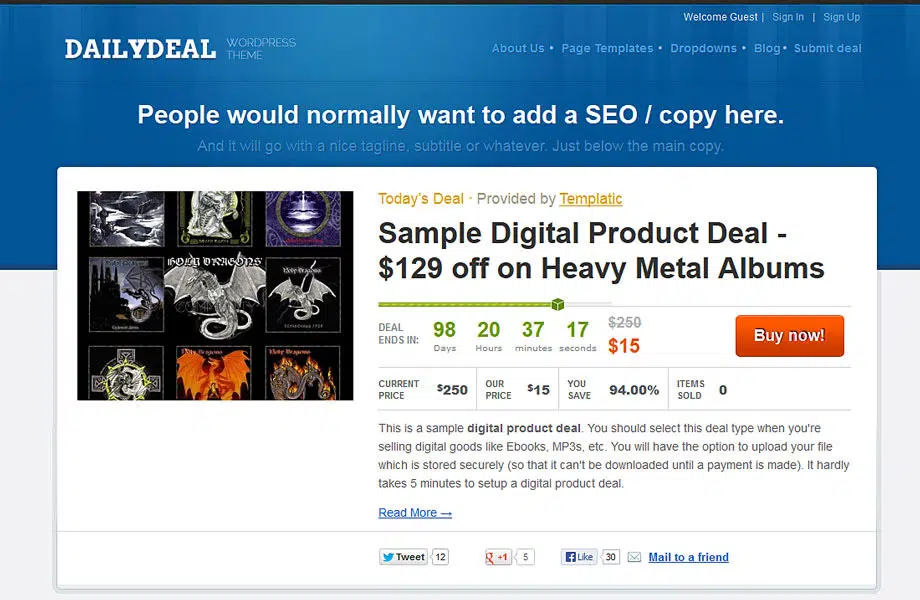 Welcome Guest | Sign In | Sign Up
DAILYDEAL WORDPRESS THEME
About Us • Page Templates • Dropdowns • Blog • Submit deal
People would normally want to add a SEO / copy here.
And it will go with a nice tagline, subtitle or whatever. Just below the main copy.
Today's Deal · Provided by Templatic
Sample Digital Product Deal -
$129 off on Heavy Metal Albums
DEAL ENDS IN: 98 Days 20 Hours 37 minutes 17 seconds $250 $15
Buy now!
CURRENT PRICE $250 OUR PRICE $15 YOU SAVE 94.00% ITEMS SOLD 0
This is a sample digital product deal. You should select this deal type when you're
selling digital goods like Ebooks, MP3s, etc. You will have the option to upload your file
which is stored securely (so that it can't be downloaded until a payment is made). It hardly
takes 5 minutes to setup a digital product deal.
Read More →
Tweet 12 +1 5 Like 30 Mail to a friend